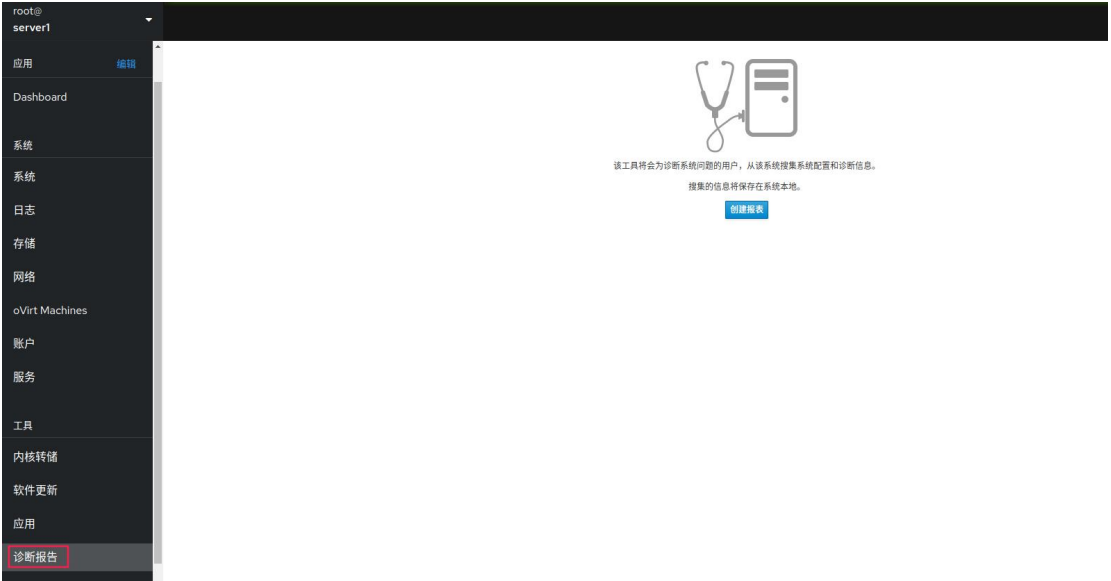 root@
server1
应用 编辑
Dashboard
系统
系统
日志
存储
网络
oVirt Machines
账户
服务
工具
内核转储
软件更新
应用
诊断报告
该工具将会为诊断系统问题的用户，从该系统搜集系统配置和诊断信息。
搜集的信息将保存在系统本地。
创建报表